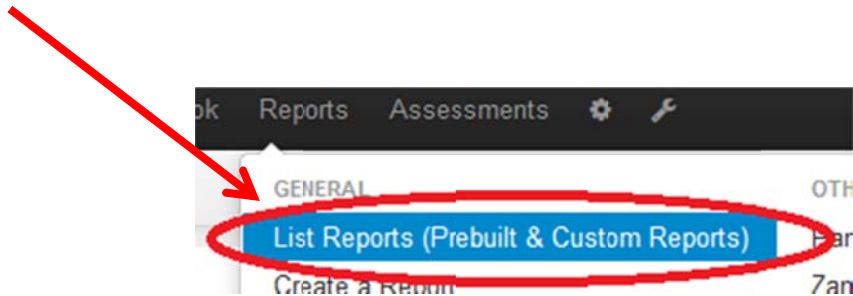 Reports Assessments
GENERAL
List Reports (Prebuilt & Custom Reports)
Create a Report